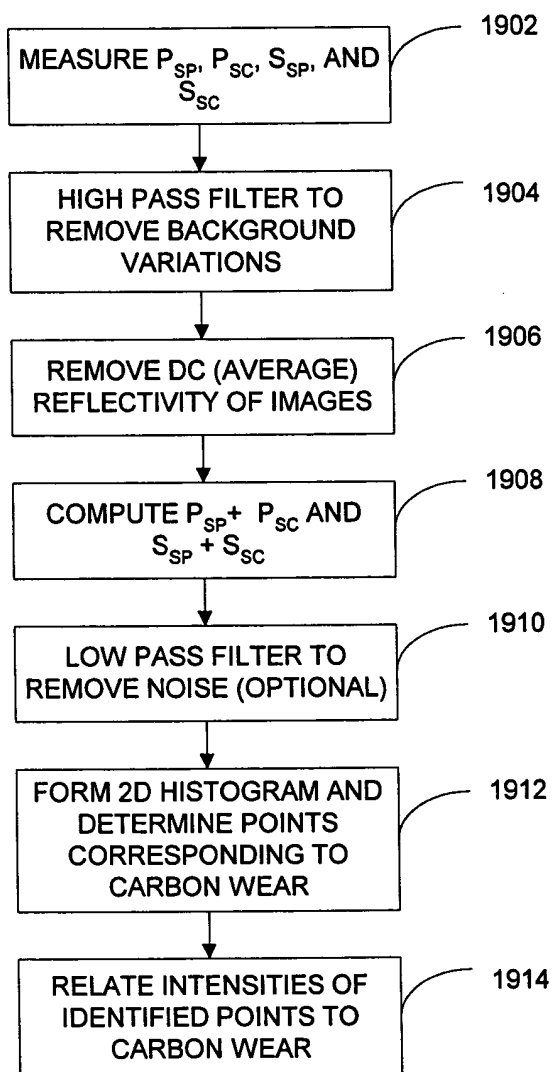 1902
MEASURE P_SP, P_SC, S_SP, AND
S_SC
1904
HIGH PASS FILTER TO
REMOVE BACKGROUND
VARIATIONS
1906
REMOVE DC (AVERAGE)
REFLECTIVITY OF IMAGES
1908
COMPUTE P_SP + P_SC AND
S_SP + S_SC
1910
LOW PASS FILTER TO
REMOVE NOISE (OPTIONAL)
1912
FORM 2D HISTOGRAM AND
DETERMINE POINTS
CORRESPONDING TO
CARBON WEAR
1914
RELATE INTENSITIES OF
IDENTIFIED POINTS TO
CARBON WEAR